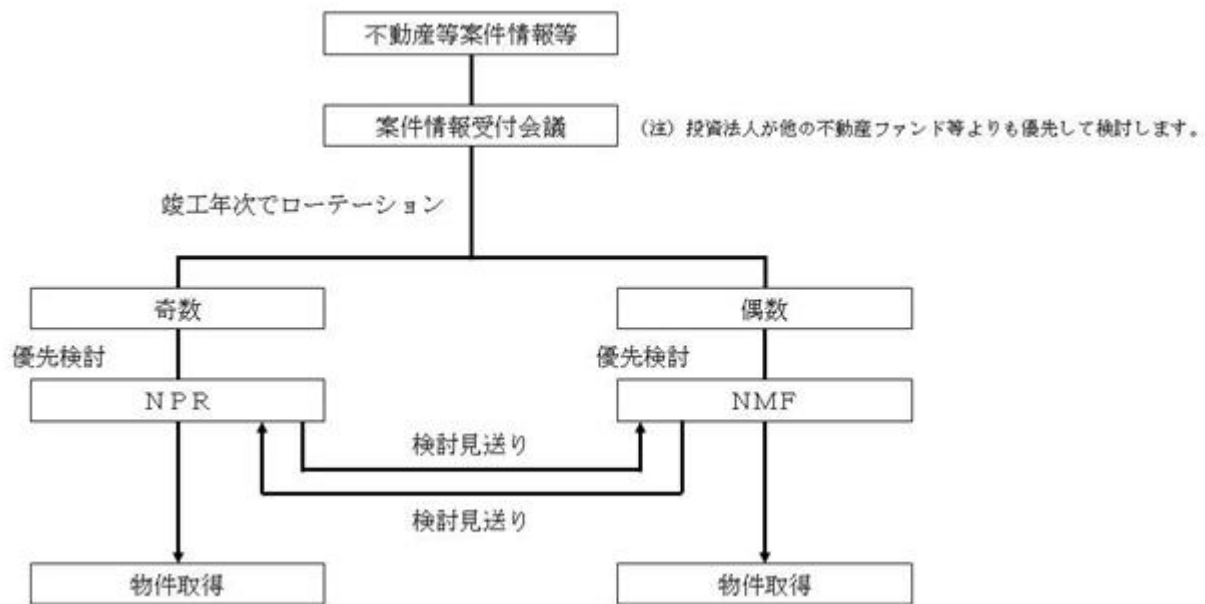 不動産等案件情報等
案件情報受付会議
(注) 投資法人が他の不動産ファンド等よりも優先して検討します。
竣工年次でローテーション
奇数
偶数
優先検討
優先検討
NPR
NMF
検討見送り
検討見送り
物件取得
物件取得